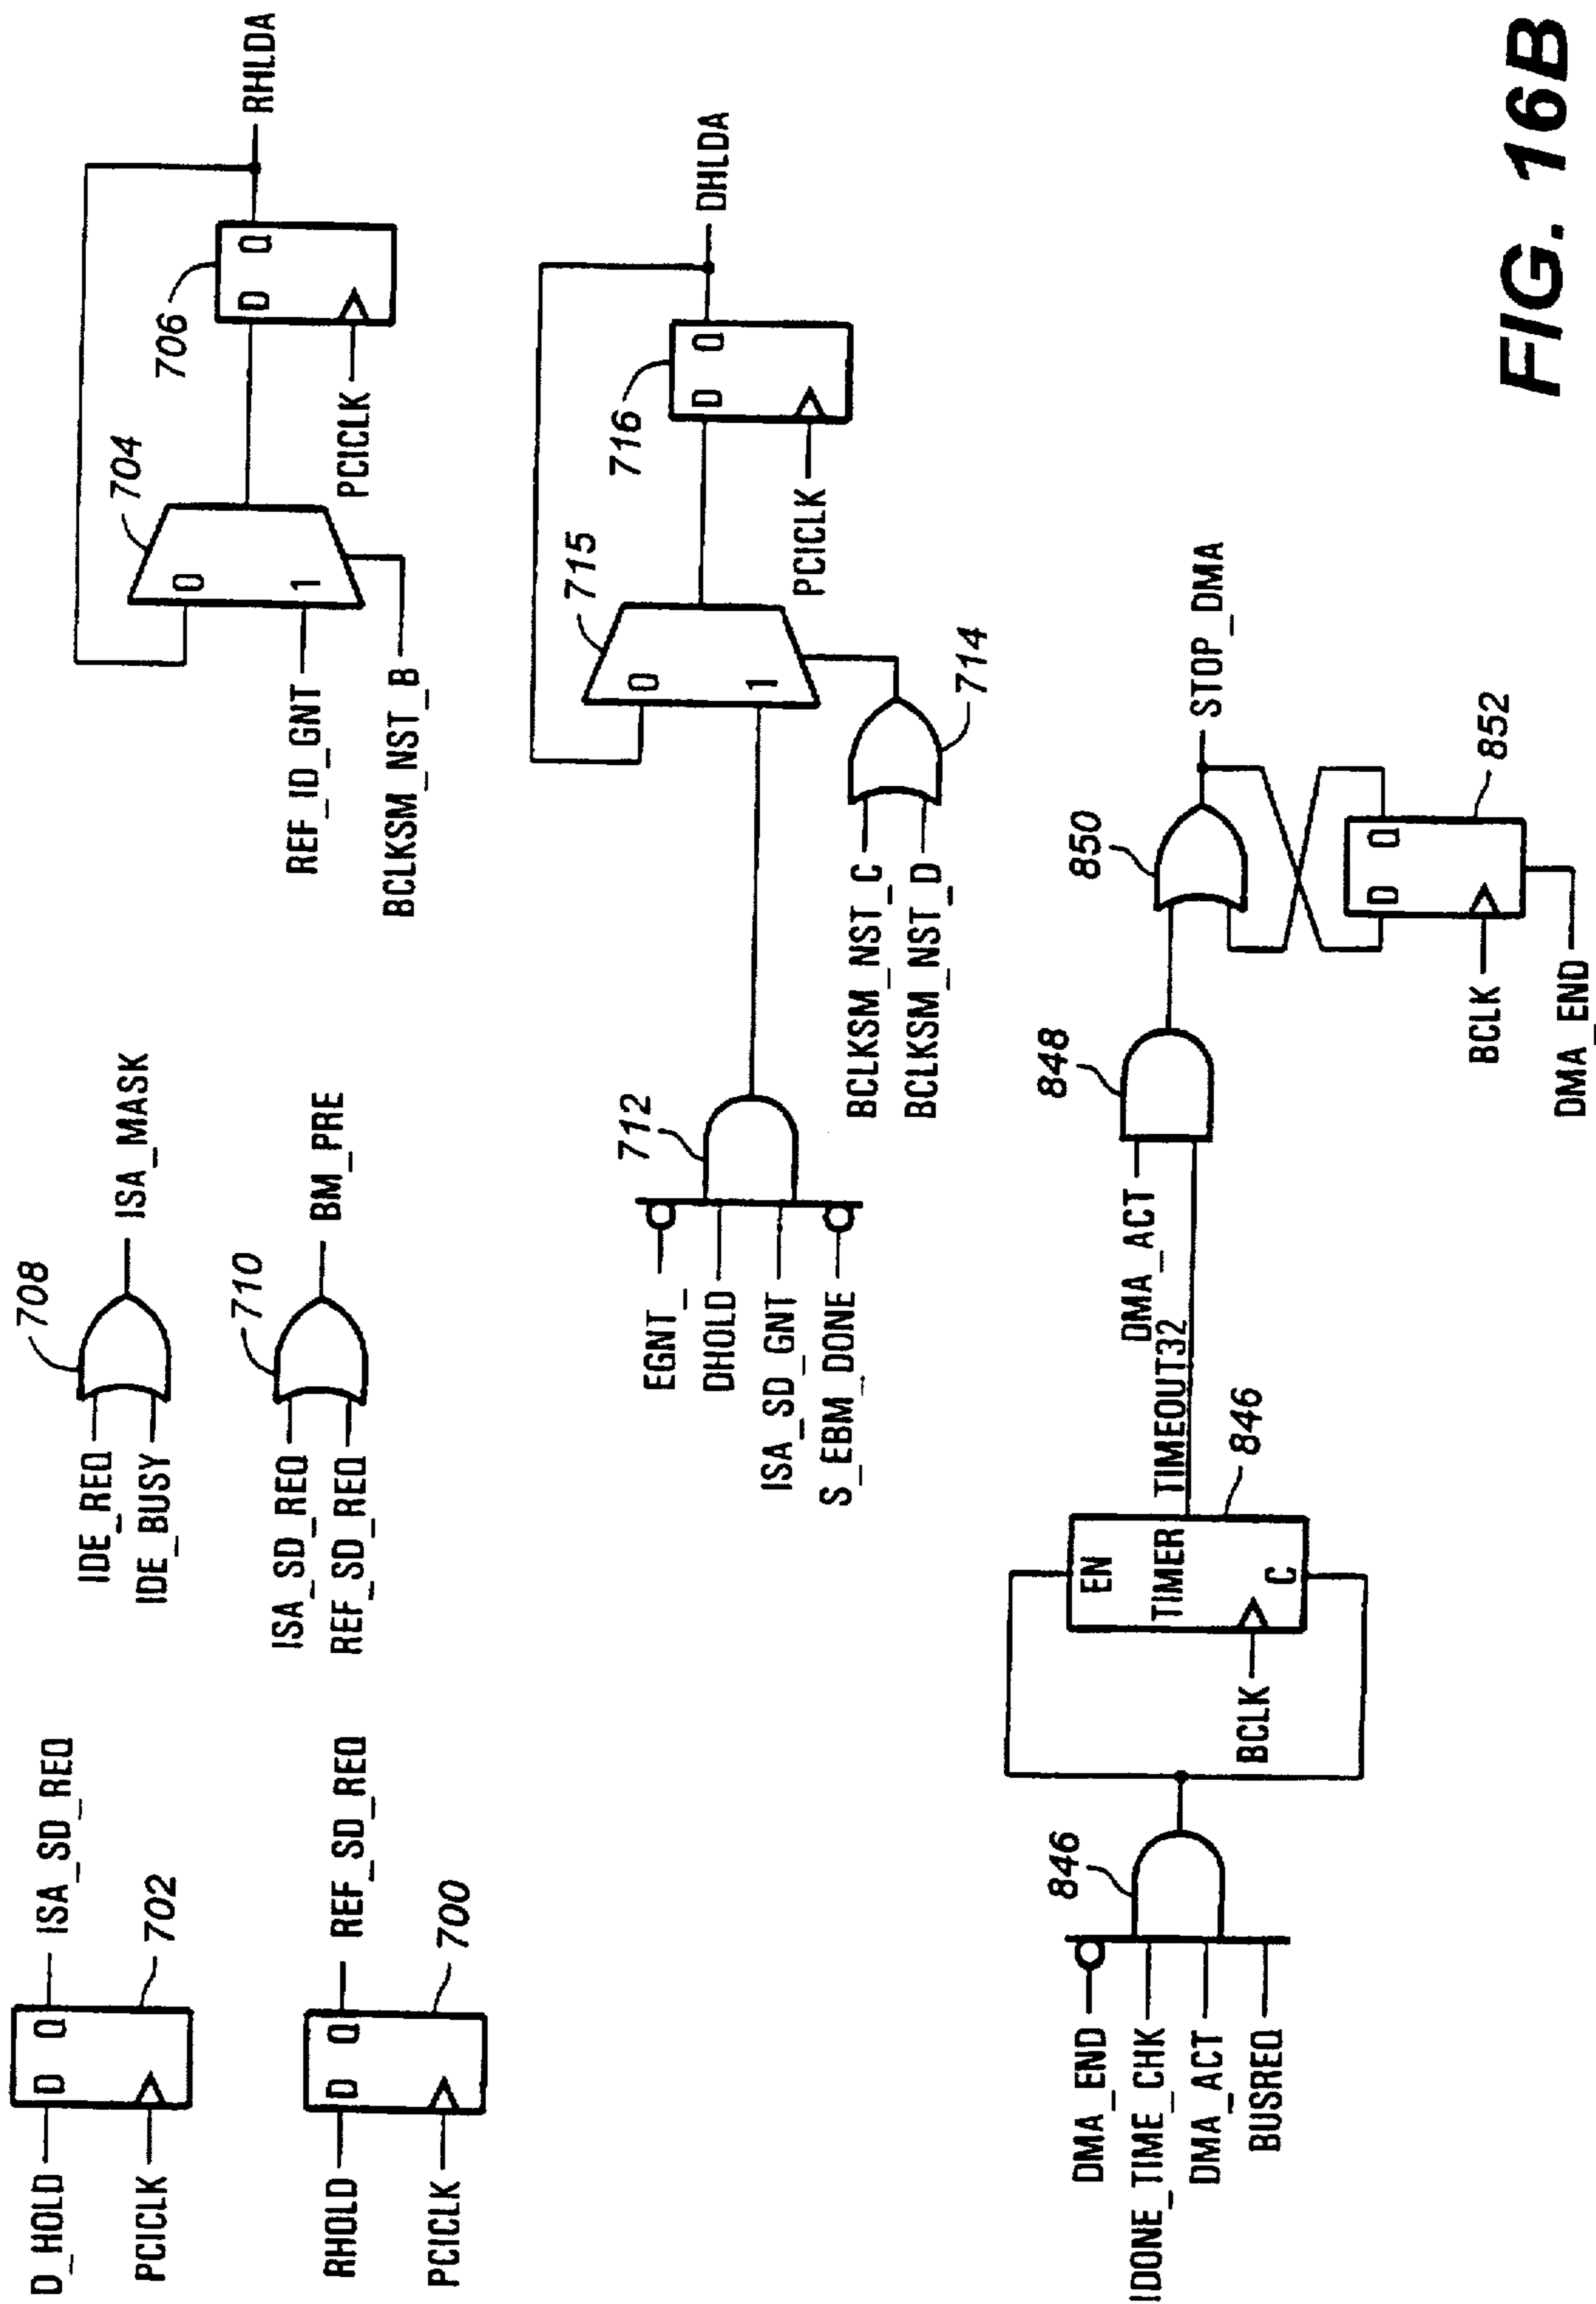 D_HOLD
D Q
ISA_SD_REQ
PCICLK
702
RHOLD
D Q
REF_SD_REQ
PCICLK
700
708
IDE_REQ
IDE_BUSY
ISA_MASK
710
ISA_SD_REQ
REF_SD_REQ
BM_PRE
704
0
1
REF_ID_GNT
BCLKSM_NST_B
706
D Q
PCICLK
RHLDA
712
EGNT_
DHOLD
ISA_SD_GNT
S_EBM_DONE
715
0
1
BCLKSM_NST_C
BCLKSM_NST_D
714
716
D Q
PCICLK
DHLDA
846
DMA_END
IDONE_TIME_CHK
DMA_ACT
BUSREQ
EN
TIMER
C
BCLK
846
TIMEOUT32
DMA_ACT
848
850
STOP_DMA
D Q
852
BCLK
DMA_END
FIG. 16B